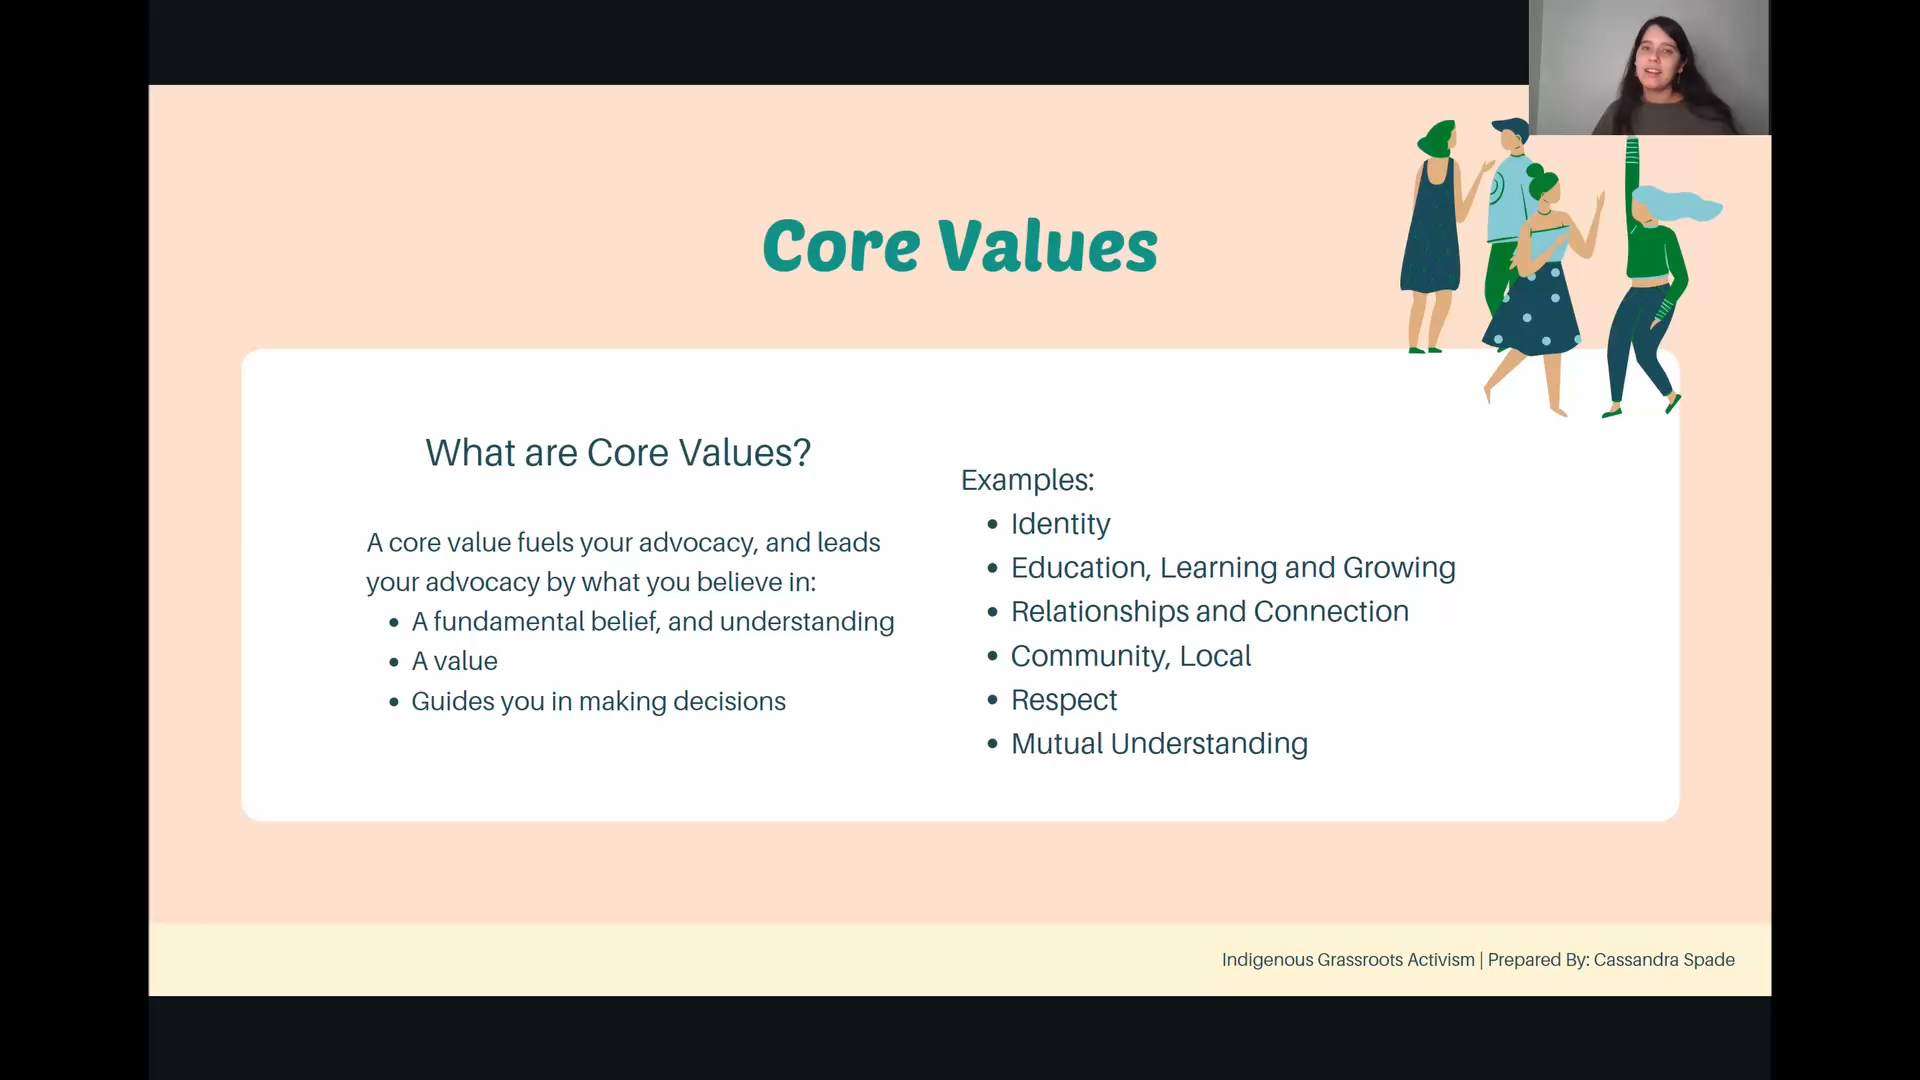 Core Values
What are Core Values?
A core value fuels your advocacy, and leads
your advocacy by what you believe in:
• A fundamental belief, and understanding
• A value
• Guides you in making decisions
Examples:
• Identity
• Education, Learning and Growing
• Relationships and Connection
• Community, Local
• Respect
• Mutual Understanding
Indigenous Grassroots Activism | Prepared By: Cassandra Spade